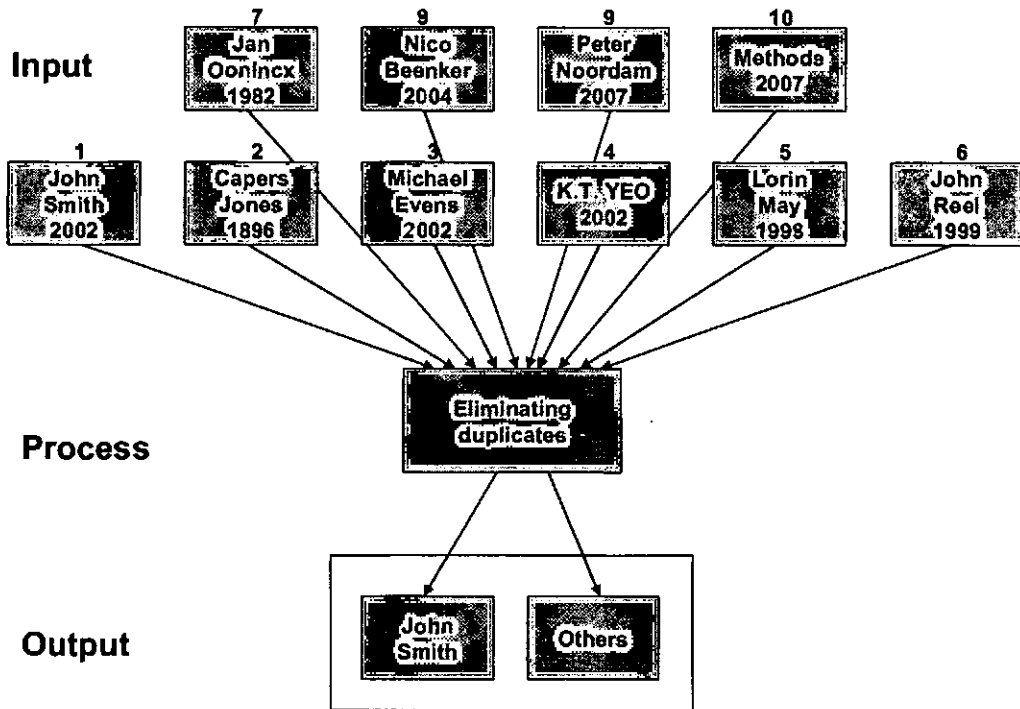 7 9 9 10
Input
Jan
Oonincx
1982
Nico
Beenker
2004
Peter
Noordam
2007
Methods
2007
1 2 3 4 5 6
John
Smith
2002
Capers
Jones
1896
Michael
Evens
2002
K.T. YEO
2002
Lorin
May
1998
John
Reel
1999
Eliminating
duplicates
Process
Output
John
Smith
Others